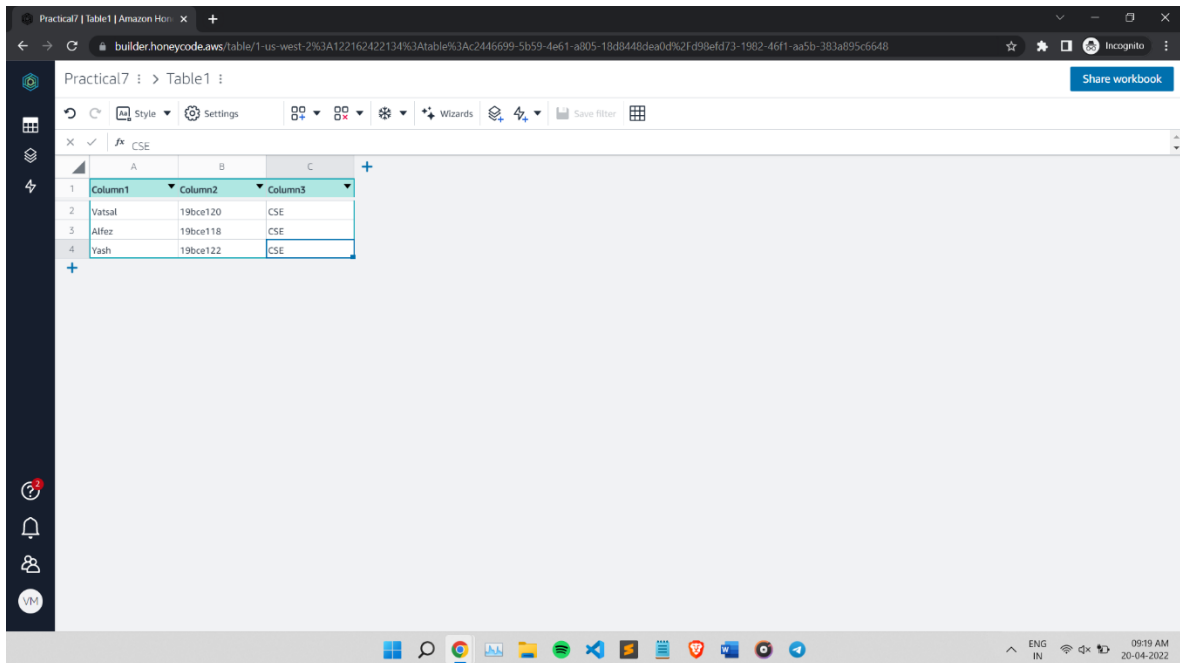 Practical7 | Table1 | Amazon Hon
builder.honeycode.aws/table/1-us-west-2%3A122162422134%3Atable%3Ac2446699-5b59-4e61-a805-18d8448dea0d%2Fd98efd73-1982-46f1-aa5b-383a895c6648
Incognito
Practical7 > Table1
Share workbook
Style Settings Wizards Save filter
fx CSE
A B C
1 Column1 Column2 Column3
2 Vatsal 19bce120 CSE
3 Alfez 19bce118 CSE
4 Yash 19bce122 CSE
2
VM
ENG
IN
09:19 AM
20-04-2022